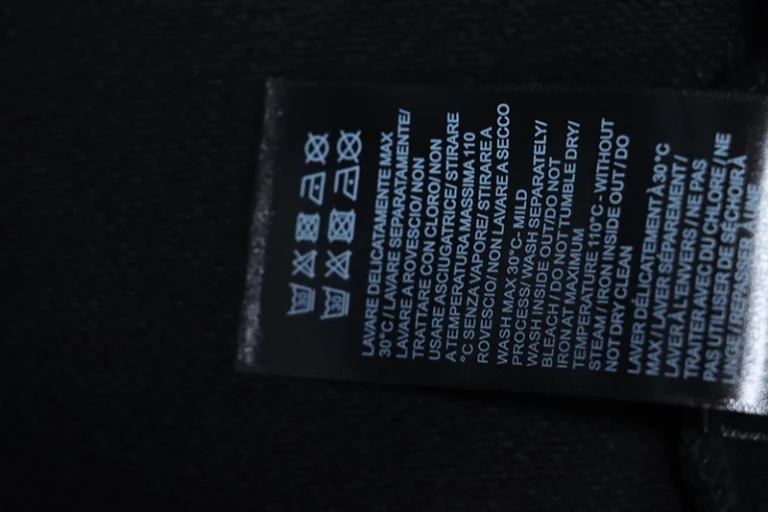 LAVARE DELICATAMENTE MAX
30°C / LAVARE SEPARATAMENTE/
LAVARE A ROVESCIO/ NON
TRATTARE CON CLORO/ NON
USARE ASCIUGATRICE/ STIRARE
A TEMPERATURA MASSIMA 110
°C SENZA VAPORE/ STIRARE A
ROVESCIO/ NON LAVARE A SECCO
WASH MAX 30°C- MILD
PROCESS/ WASH SEPARATELY/
WASH INSIDE OUT/DO NOT
BLEACH / DO NOT TUMBLE DRY/
IRON AT MAXIMUM
TEMPERATURE 110°C - WITHOUT
STEAM / IRON INSIDE OUT / DO
NOT DRY CLEAN
LAVER DÉLICATEMENT À 30°C
MAX / LAVER SÉPAREMENT /
LAVER À L'ENVERS / NE PAS
TRAITER AVEC DU CHLORE / NE
PAS UTILISER DE SÉCHOIR À